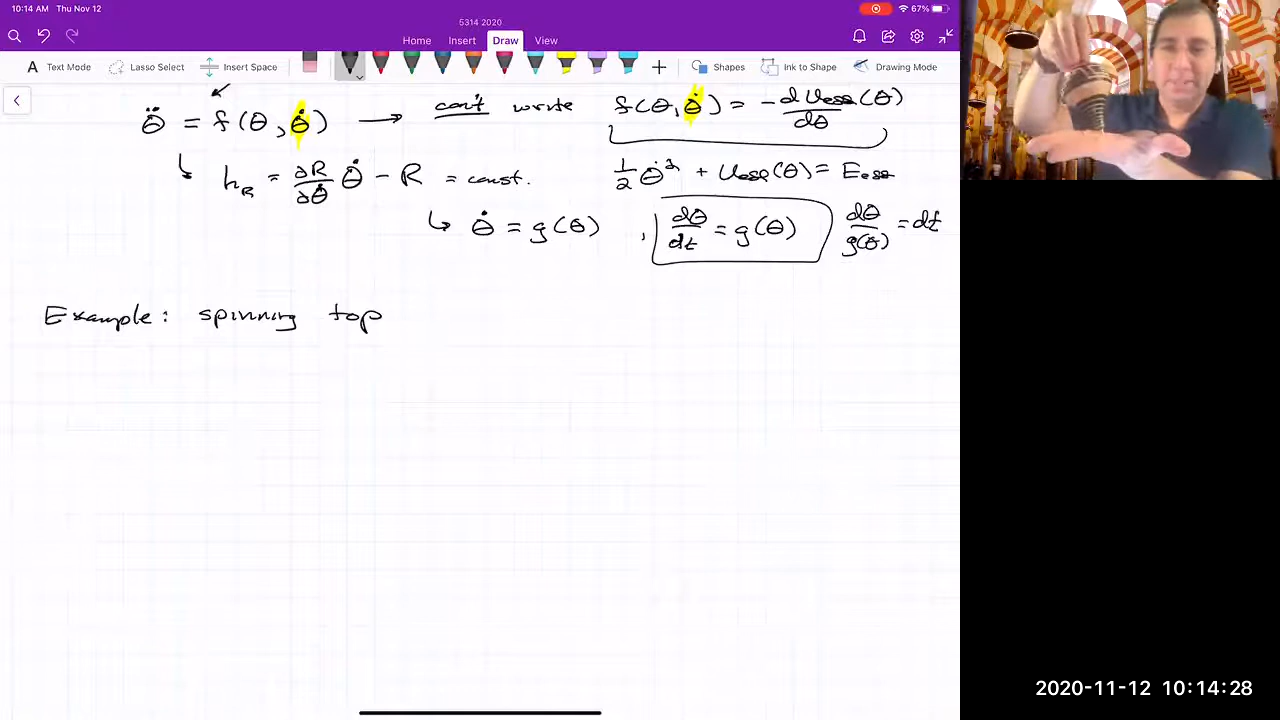 10:14 AM Thu Nov 12
67%
5314 2020
Home Insert Draw View
Text Mode Lasso Select Insert Space Shapes Ink to Shape Drawing Mode
θ̈ = f(θ, θ̇) → can't write f(θ, θ̇) = - dU_eff(θ)/dθ
h_R = ∂R/∂θ̇ θ̇ - R = const. 1/2 θ̇² + U_eff(θ) = E_eff
↳ θ̇ = g(θ), dθ/dt = g(θ) dθ/g(θ) = dt
Example: spinning top
2020-11-12 10:14:28